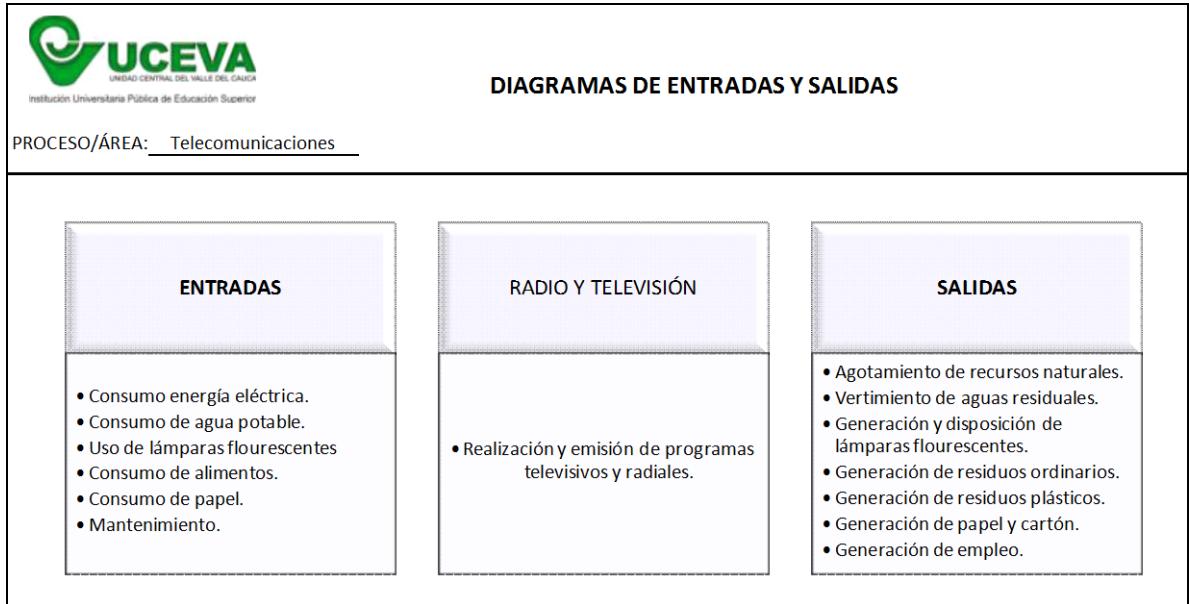 UCEVA
UNIDAD CENTRAL DEL VALLE DEL CAUCA
Institución Universitaria Pública de Educación Superior
DIAGRAMAS DE ENTRADAS Y SALIDAS
PROCESO/ÁREA: Telecomunicaciones
ENTRADAS
• Consumo energía eléctrica.
• Consumo de agua potable.
• Uso de lámparas flourescentes
• Consumo de alimentos.
• Consumo de papel.
• Mantenimiento.
RADIO Y TELEVISIÓN
• Realización y emisión de programas
televisivos y radiales.
SALIDAS
• Agotamiento de recursos naturales.
• Vertimiento de aguas residuales.
• Generación y disposición de
lámparas flourescentes.
• Generación de residuos ordinarios.
• Generación de residuos plásticos.
• Generación de papel y cartón.
• Generación de empleo.